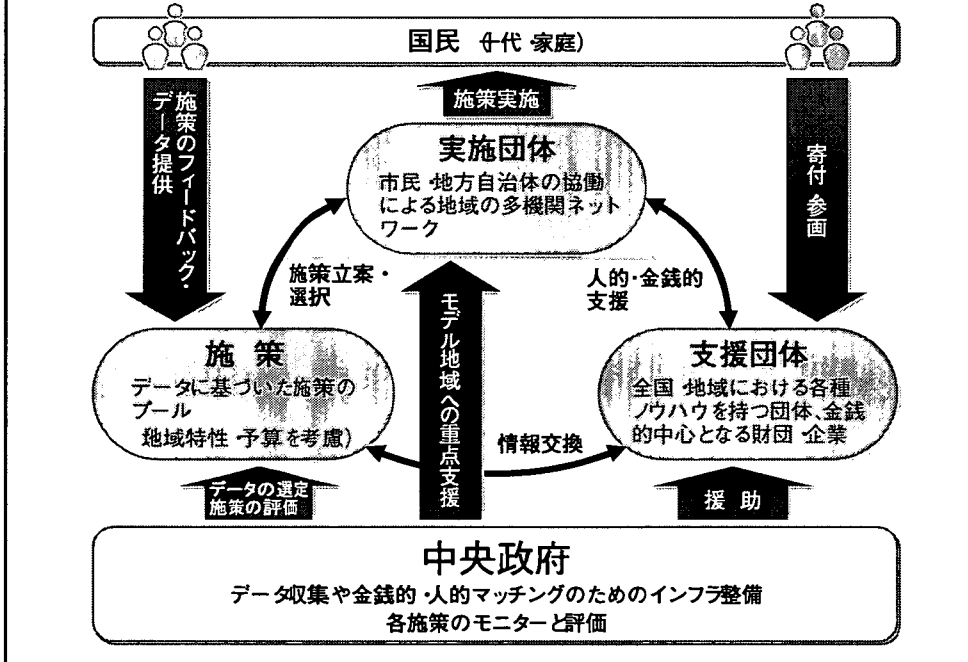 国民 (十代・家庭)
施策のフィードバック・
データ提供
施策実施
寄付・参画
実施団体
市民・地方自治体の協働
による地域の多機関ネット
ワーク
施策立案・
選択
人的・金銭的
支援
モデル地域への重点支援
施 策
データに基づいた施策の
プール
地域特性・予算を考慮)
支援団体
全国・地域における各種
ノウハウを持つ団体、金銭
的中心となる財団・企業
情報交換
データの選定
施策の評価
援 助
中央政府
データ収集や金銭的・人的マッチングのためのインフラ整備
各施策のモニターと評価